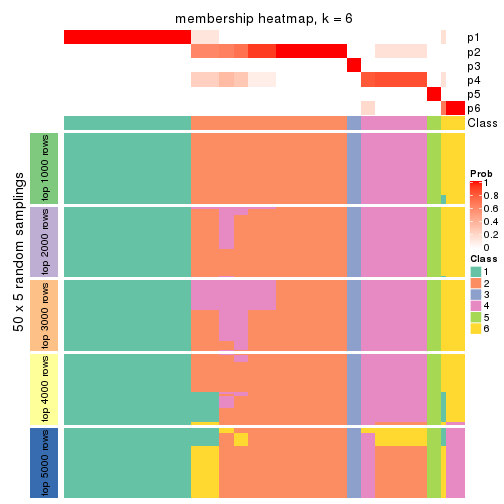 membership heatmap, k = 6
p1
p2
p3
p4
p5
p6
Class
50 x 5 random samplings
top 1000 rows
top 2000 rows
top 3000 rows
top 4000 rows
top 5000 rows
Prob
1
0.8
0.6
0.4
0.2
0
Class
1
2
3
4
5
6